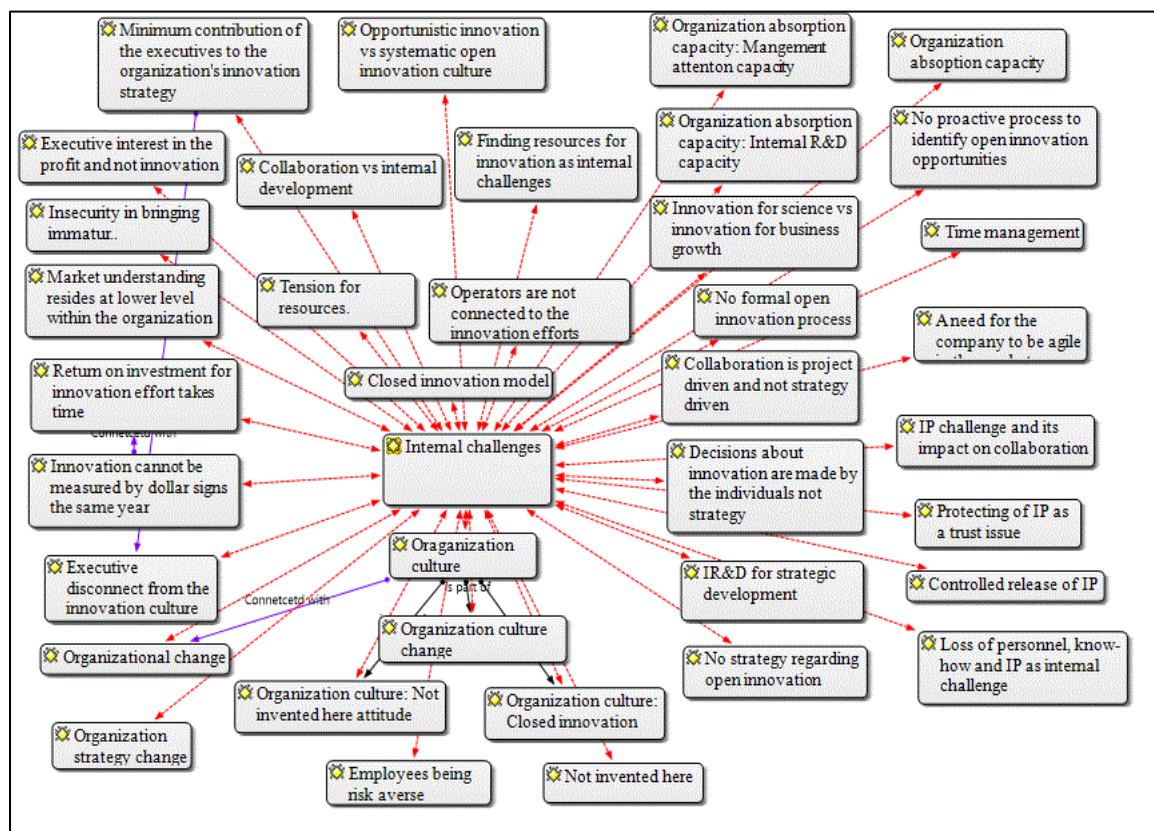 Minimum contribution of
the executives to the
organization's innovation
strategy
Opportunistic innovation
vs systematic open
innovation culture
Organization absorption
capacity: Mangement
attenton capacity
Organization
absoption capacity
Executive interest in the
profit and not innovation
Collaboration vs internal
development
Finding resources for
innovation as internal
challenges
Organization absorption
capacity: Internal R&D
capacity
No proactive process to
identify open innovation
opportunities
Insecurity in bringing
immatur..
Innovation for science vs
innovation for business
growth
Time management
Market understanding
resides at lower level
within the organization
Tension for
resources.
Operators are not
connected to the
innovation efforts
No formal open
innovation process
A need for the
company to be agile
Return on investment for
innovation effort takes
time
Closed innovation model
Collaboration is project
driven and not strategy
driven
Connetcetd with
Internal challenges
IP challenge and its
impact on collaboration
Innovation cannot be
measured by dollar signs
the same year
Decisions about
innovation are made by
the individuals not
strategy
Protecting of IP as
a trust issue
Executive
disconnect from the
innovation culture
Oraganization
culture
is part of
Connetcetd with
IR&D for strategic
development
Controlled release of IP
Organizational change
Organization culture
change
No strategy regarding
open innovation
Loss of personnel, know-
how and IP as internal
challenge
Organization culture: Not
invented here attitude
Organization culture:
Closed innovation
Organization
strategy change
Employees being
risk averse
Not invented here